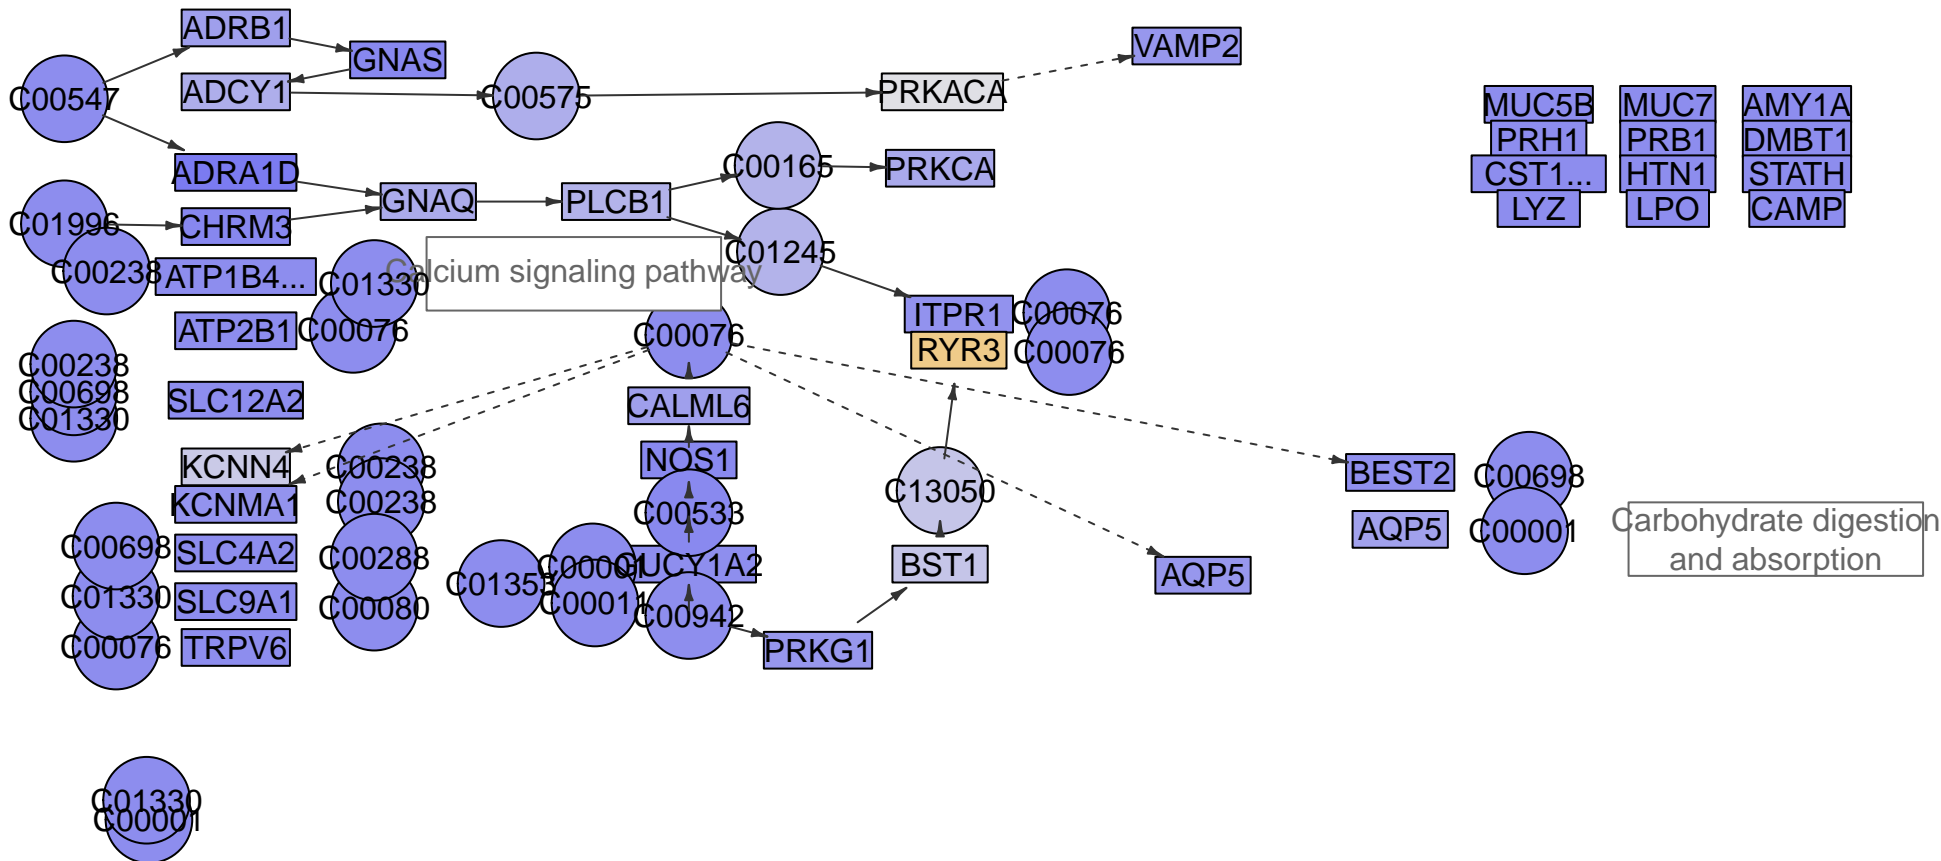 ADRB1
GNAS
VAMP2
C00547
ADCY1
C00575
PRKACA
MUC5B
MUC7
AMY1A
PRH1
PRB1
DMBT1
CST1...
HTN1
STATH
LYZ
LPO
CAMP
ADRA1D
C00165
PRKCA
GNAQ
PLCB1
C01996
CHRM3
C01245
C00238
ATP1B4...
C01330
Calcium signaling pathway
ITPR1
C00076
ATP2B1
C00076
C00076
RYR3
C00076
C00238
C00698
C01330
SLC12A2
CALML6
KCNN4
C00238
NOS1
BEST2
C00698
KCNMA1
C00238
C00533
C13050
AQP5
C00001
Carbohydrate digestion
and absorption
C00698
SLC4A2
C00288
C00001
GUCY1A2
BST1
AQP5
C01330
SLC9A1
C00080
C01353
C00011
C00942
C00076
TRPV6
PRKG1
C01330
C00001